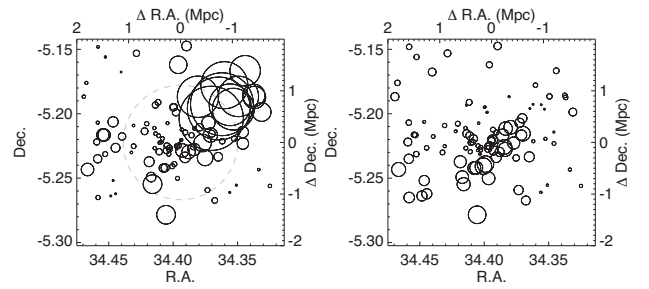 Δ R.A. (Mpc) Δ R.A. (Mpc)
2 1 0 -1 2 1 0 -1
-5.15 -5.15
1 1
-5.20 -5.20
Dec. 0 Δ Dec. (Mpc) Dec. 0 Δ Dec. (Mpc)
-5.25 -5.25
-1 -1
-5.30 -2 -5.30 -2
34.45 34.40 34.35 34.45 34.40 34.35
R.A. R.A.